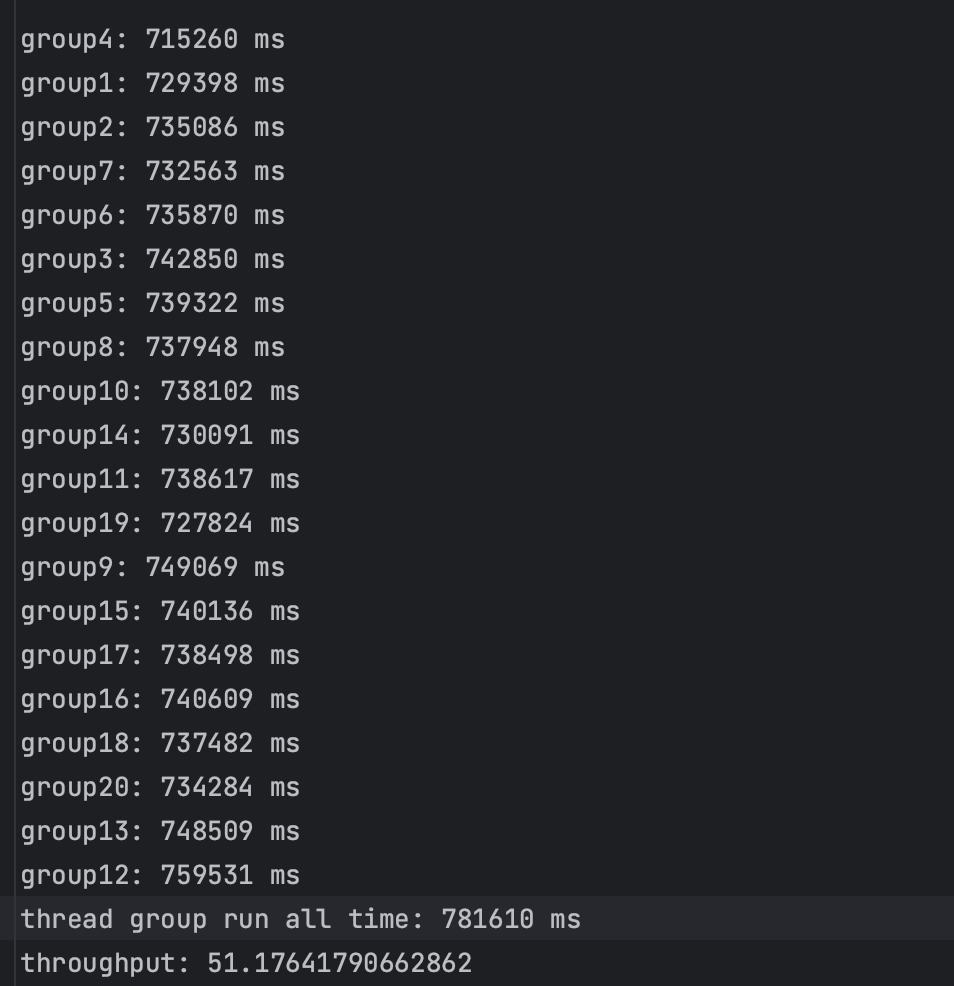 group4: 715260 ms
group1: 729398 ms
group2: 735086 ms
group7: 732563 ms
group6: 735870 ms
group3: 742850 ms
group5: 739322 ms
group8: 737948 ms
group10: 738102 ms
group14: 730091 ms
group11: 738617 ms
group19: 727824 ms
group9: 749069 ms
group15: 740136 ms
group17: 738498 ms
group16: 740609 ms
group18: 737482 ms
group20: 734284 ms
group13: 748509 ms
group12: 759531 ms
thread group run all time: 781610 ms
throughput: 51.17641790662862